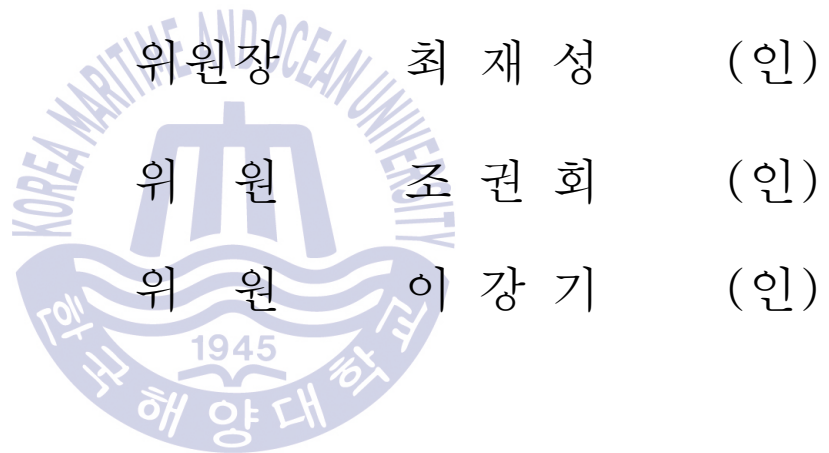 위원장 최 재 성 (인)
위 원 조 권 회 (인)
위 원 이 강 기 (인)
KOREA MARITIME AND OCEAN UNIVERSITY
1945
한국해양대학교